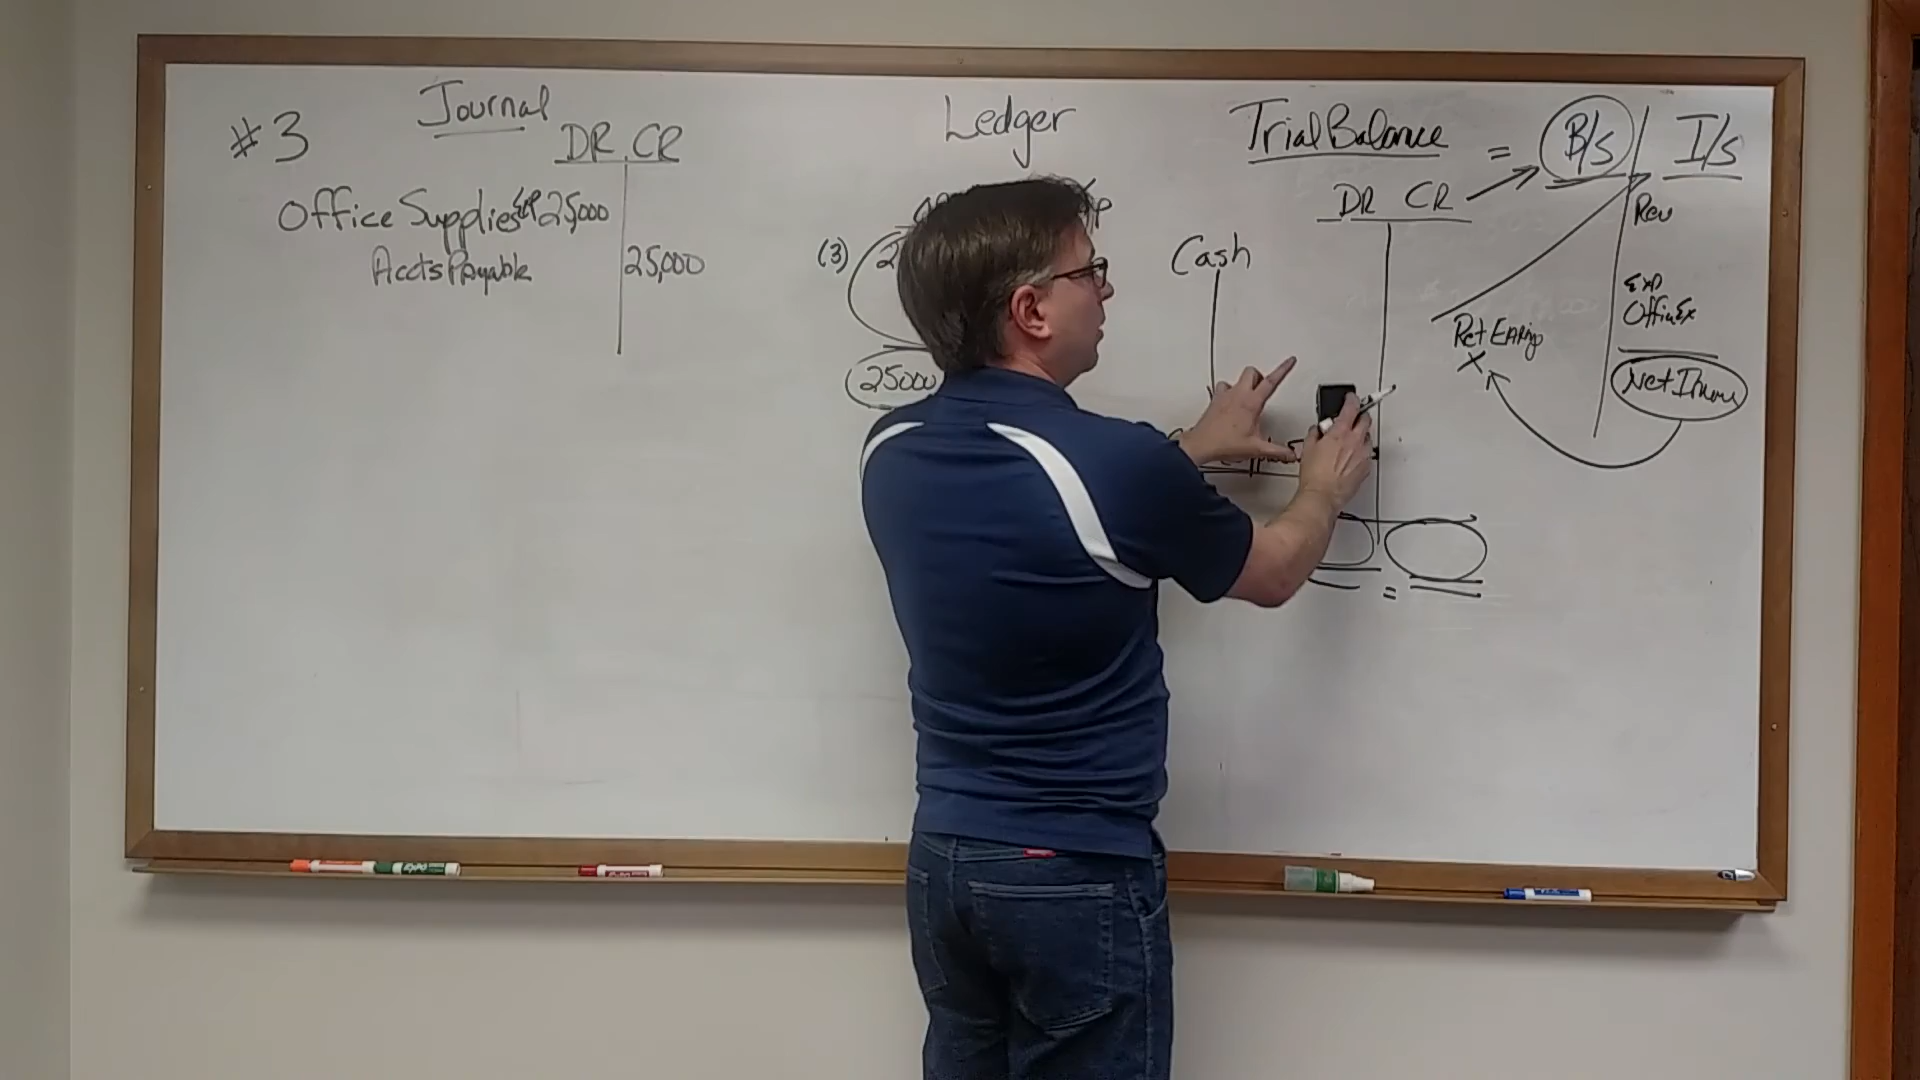 #3
Journal
DR CR
Office Supplies Exp 25,000
Accts Payable 25,000
Ledger
(3)
25000
Trial Balance = B/S / I/S
DR CR
Cash
Rev
Exp
Office Ex
Ret Earnings
X
Net Income
=